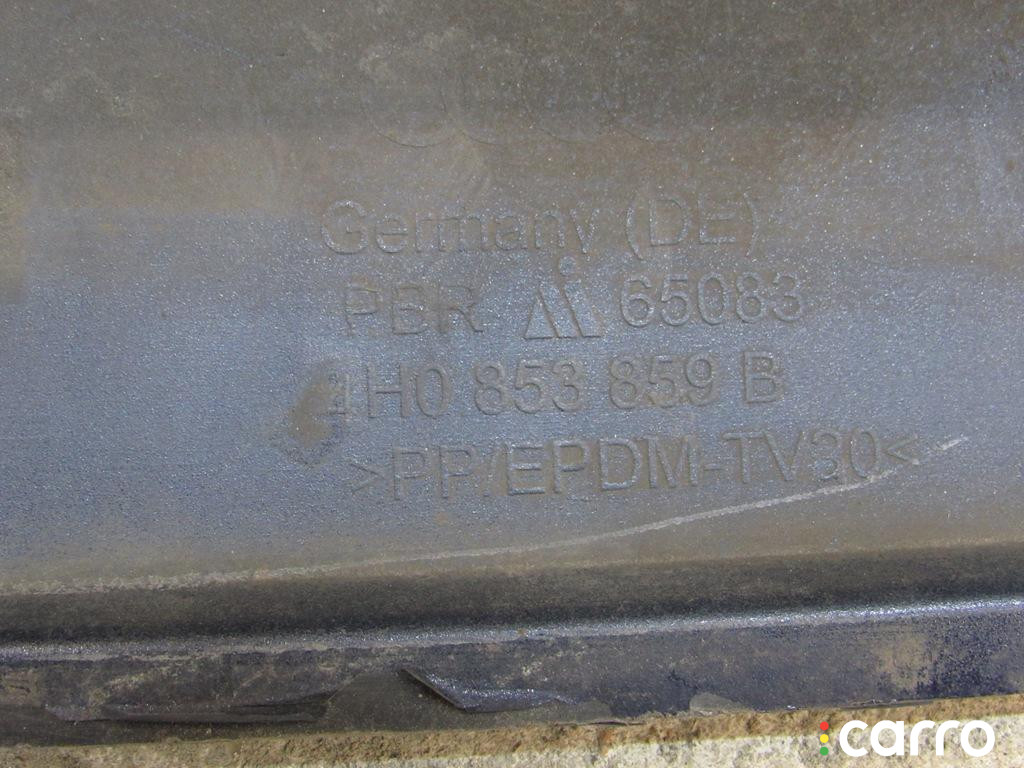 Germany (DE)
PBR 65083
1H0 853 859 B
>PP/EPDM-TV30<
carro